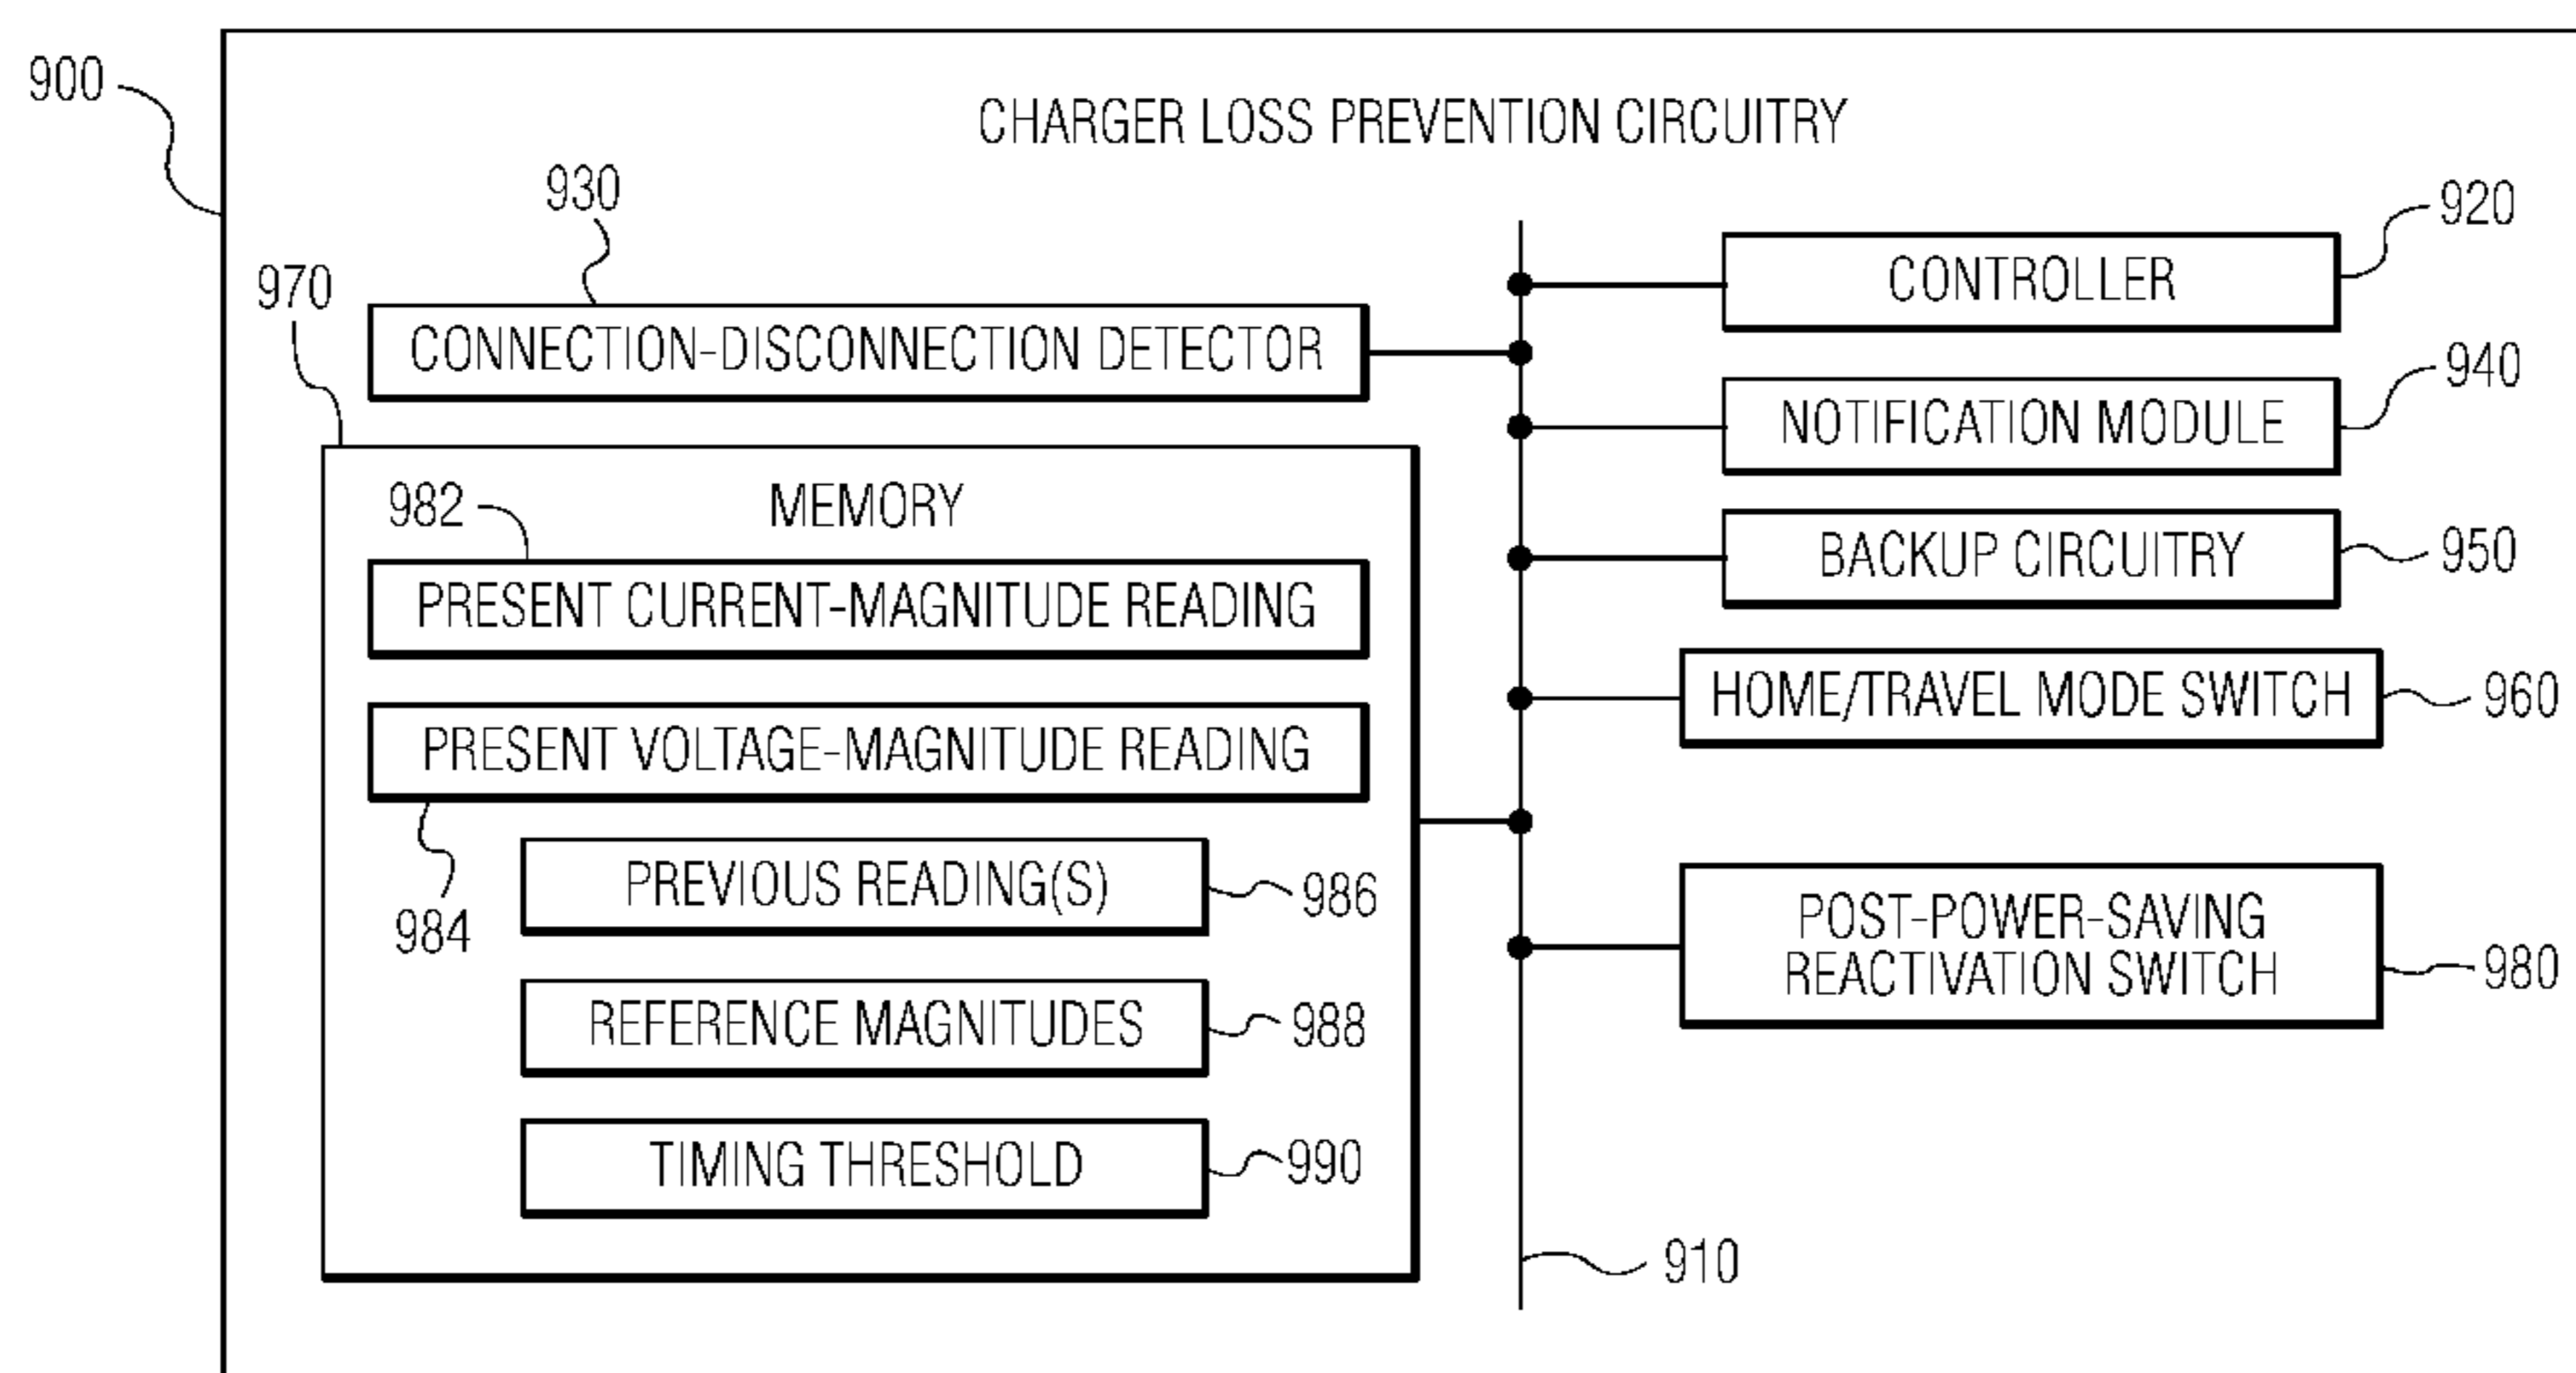 900
CHARGER LOSS PREVENTION CIRCUITRY
930
920
970
CONTROLLER
CONNECTION-DISCONNECTION DETECTOR
940
NOTIFICATION MODULE
MEMORY
982
BACKUP CIRCUITRY
950
PRESENT CURRENT-MAGNITUDE READING
HOME/TRAVEL MODE SWITCH
960
PRESENT VOLTAGE-MAGNITUDE READING
984
PREVIOUS READING(S)
986
POST-POWER-SAVING
REACTIVATION SWITCH
980
REFERENCE MAGNITUDES
988
TIMING THRESHOLD
990
910